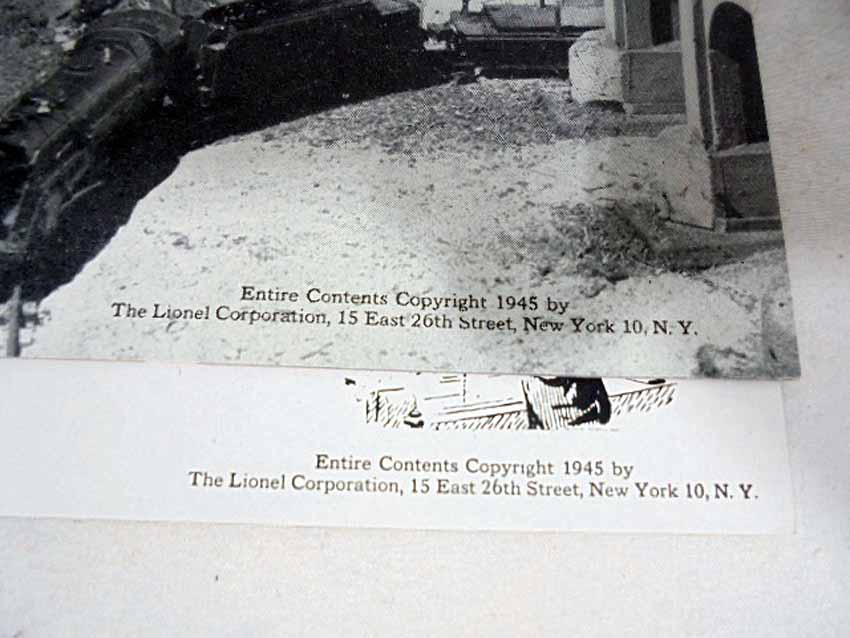 Entire Contents Copyright 1945 by
The Lionel Corporation, 15 East 26th Street, New York 10, N. Y.
Entire Contents Copyright 1945 by
The Lionel Corporation, 15 East 26th Street, New York 10, N. Y.